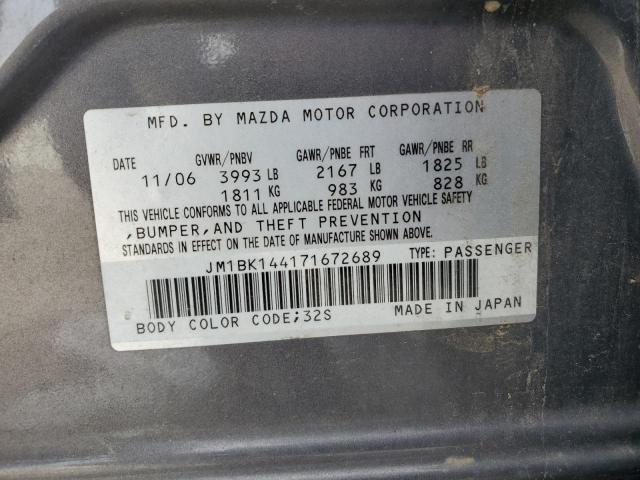 MFD. BY MAZDA MOTOR CORPORATION
DATE GVWR/PNBV GAWR/PNBE FRT GAWR/PNBE RR
11/06 3993 LB 2167 LB 1825 LB
1811 KG 983 KG 828 KG
THIS VEHICLE CONFORMS TO ALL APPLICABLE FEDERAL MOTOR VEHICLE SAFETY
,BUMPER,AND THEFT PREVENTION
STANDARDS IN EFFECT ON THE DATE OF MANUFACTURE SHOWN ABOVE.
JM1BK144171672689 TYPE: PASSENGER
BODY COLOR CODE;32S MADE IN JAPAN